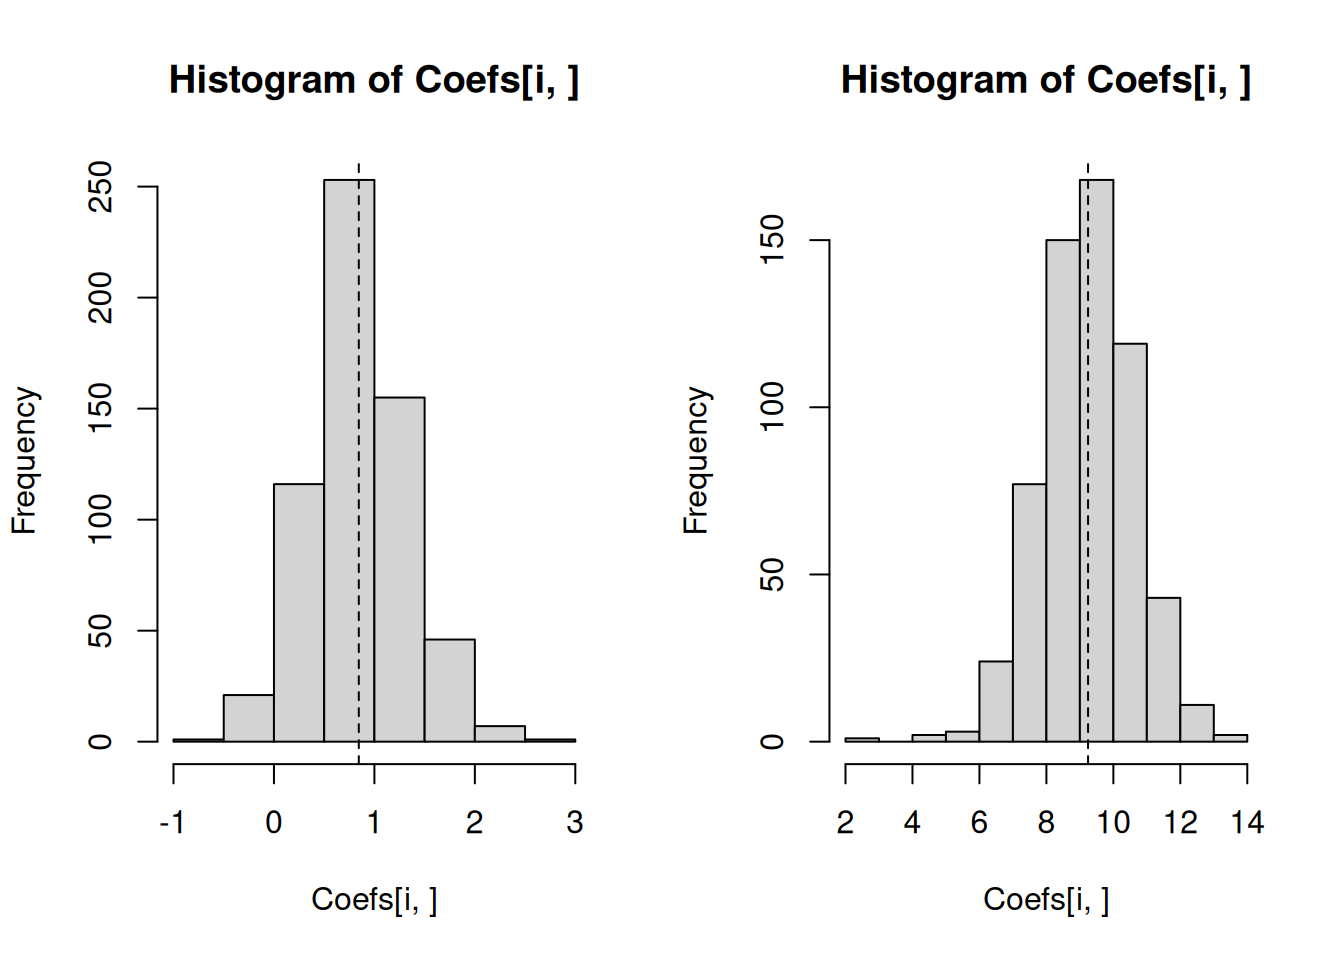 Histogram of Coefs[i, ]
Frequency
250
200
150
100
50
0
-1 0 1 2 3
Coefs[i, ]
Histogram of Coefs[i, ]
Frequency
150
100
50
0
2 4 6 8 10 12 14
Coefs[i, ]